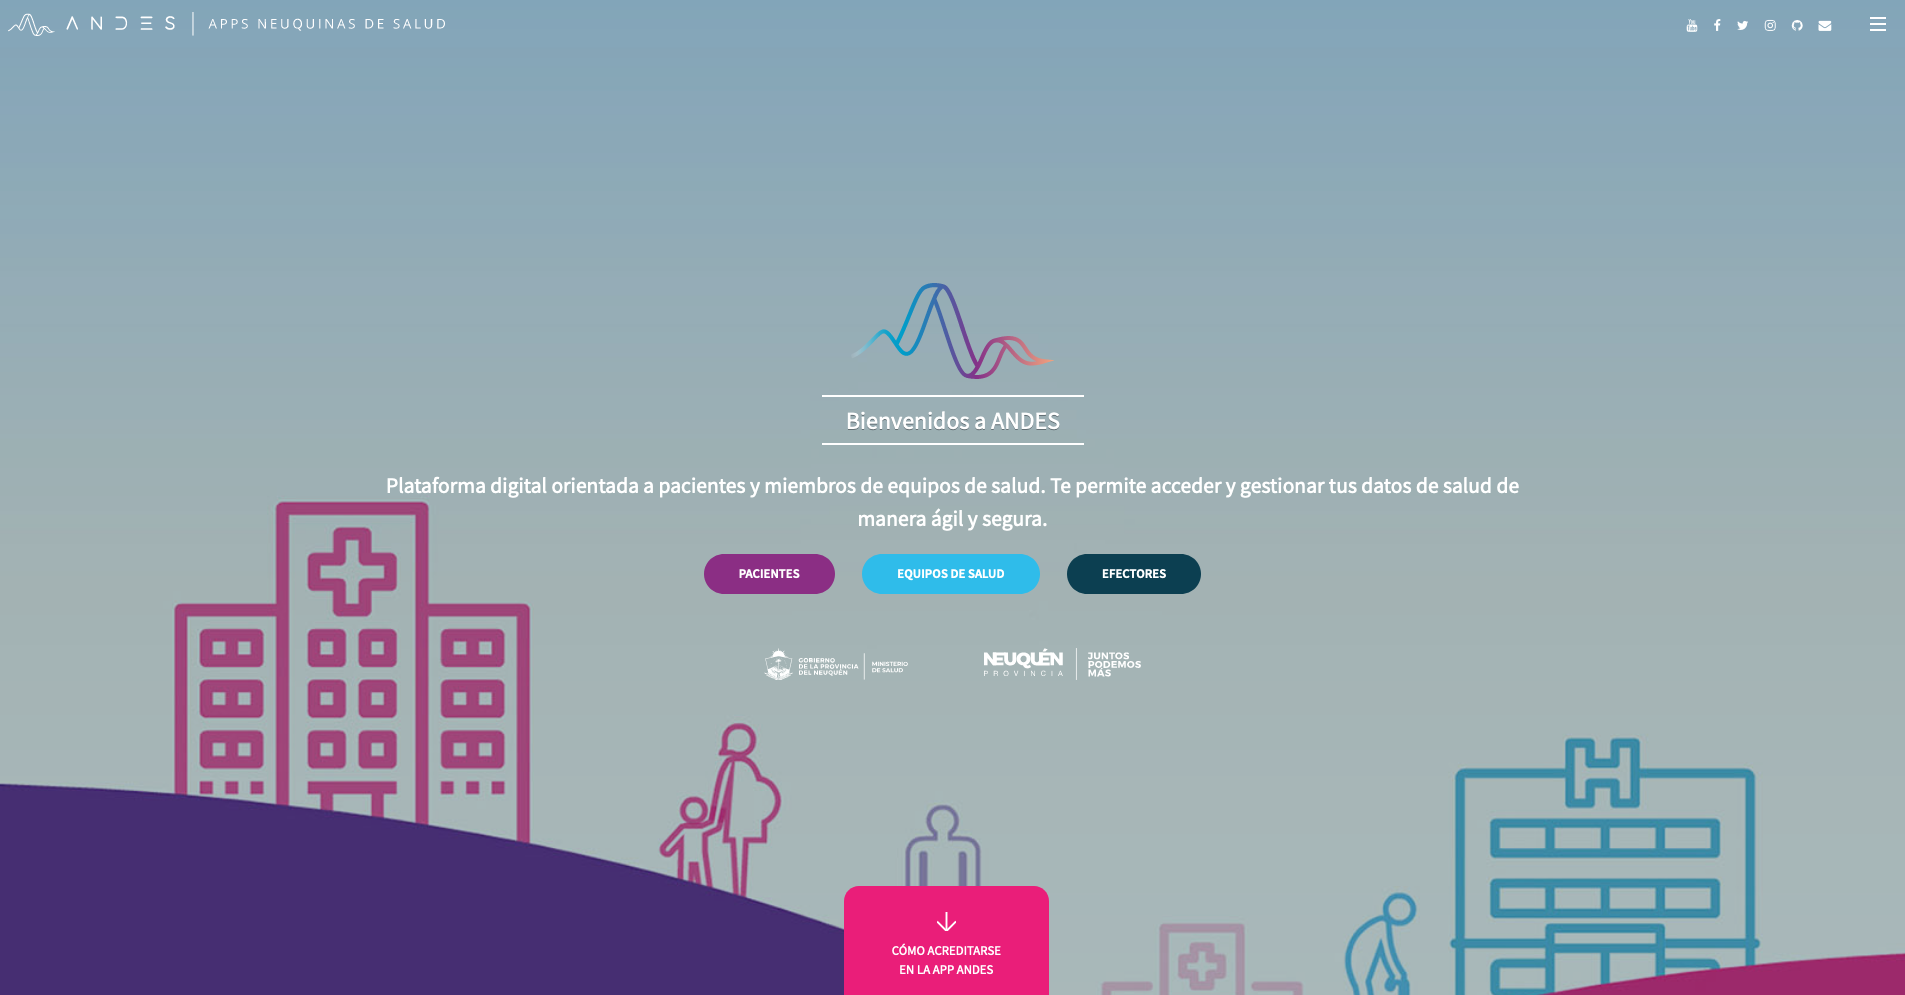 ANDES
APPS NEUQUINAS DE SALUD
Bienvenidos a ANDES
Plataforma digital orientada a pacientes y miembros de equipos de salud. Te permite acceder y gestionar tus datos de salud de
manera ágil y segura.
PACIENTES
EQUIPOS DE SALUD
EFECTORES
GOBIERNO
DE LA PROVINCIA
DEL NEUQUÉN
MINISTERIO
DE SALUD
NEUQUÉN
PROVINCIA
JUNTOS
PODEMOS
MÁS
CÓMO ACREDITARSE
EN LA APP ANDES